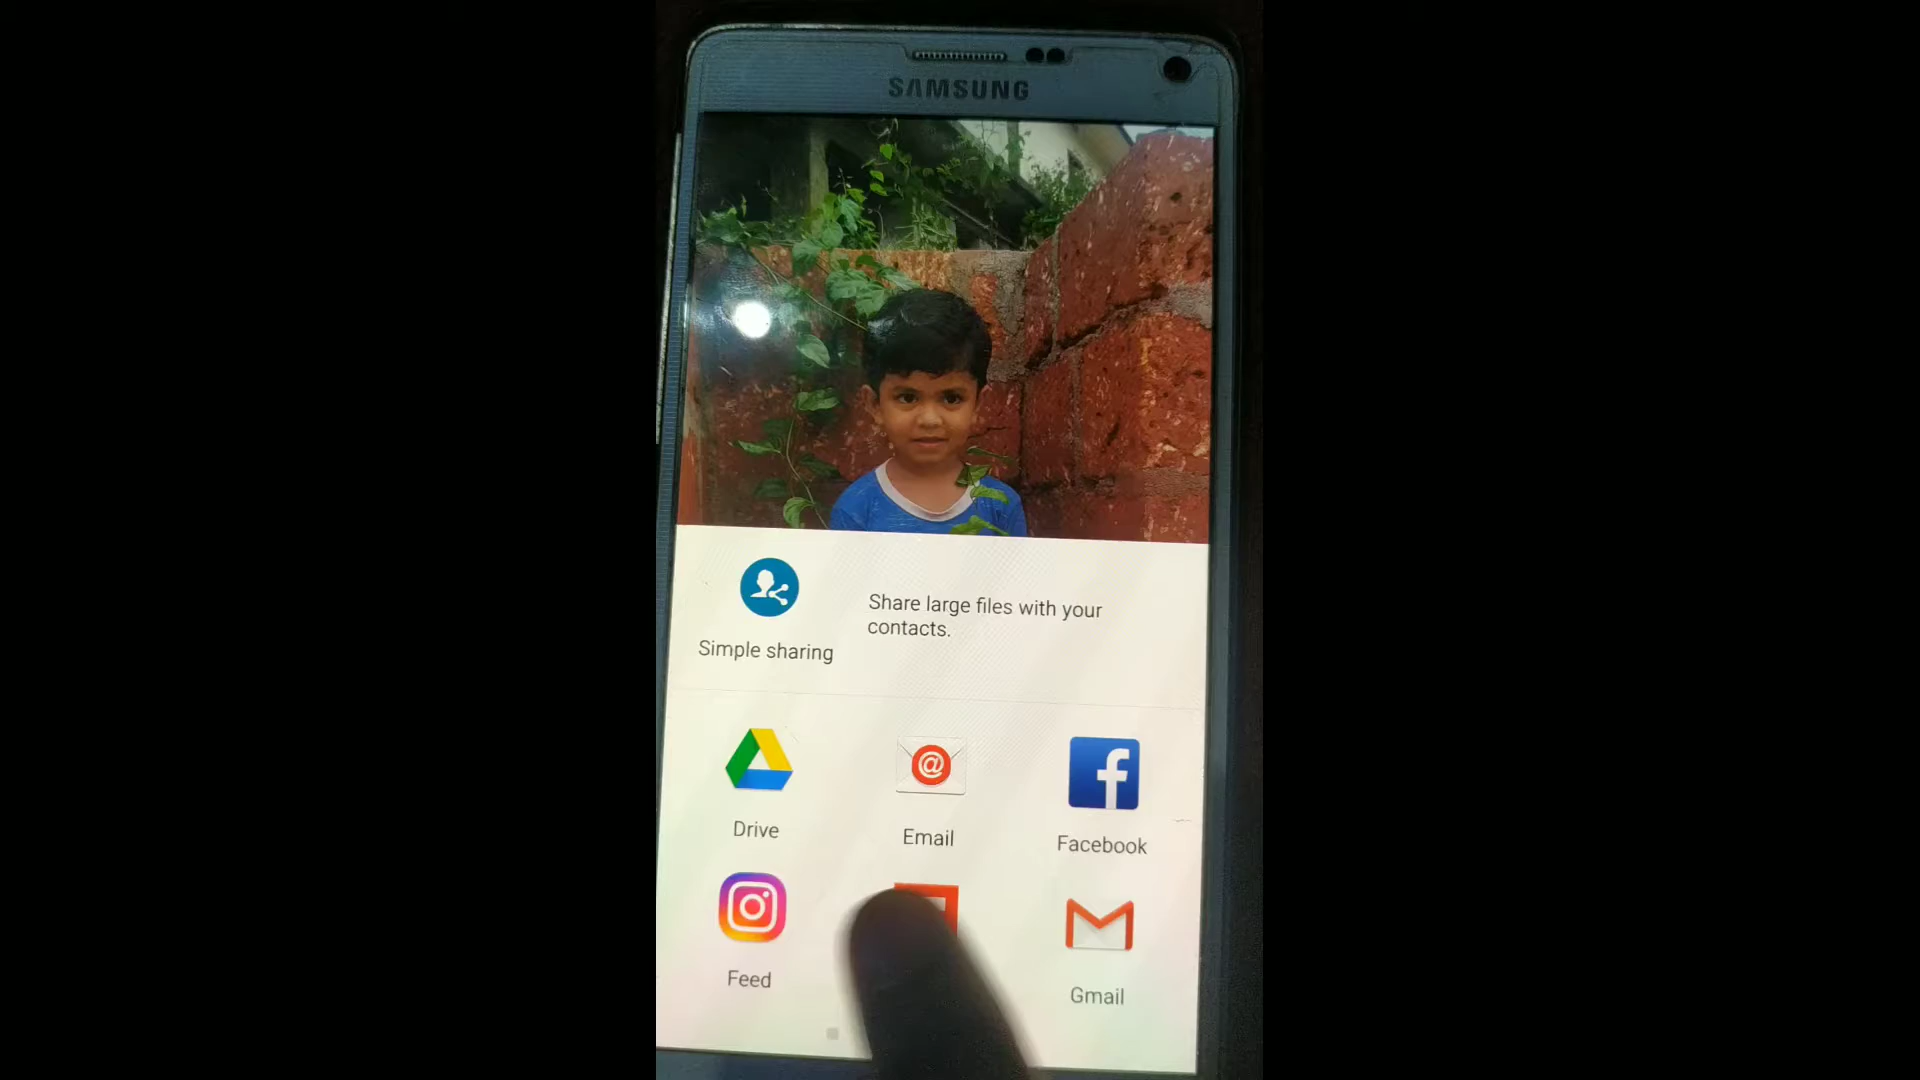 SAMSUNG
Share large files with your
contacts.
Simple sharing
Drive
Email
Facebook
Feed
Gmail